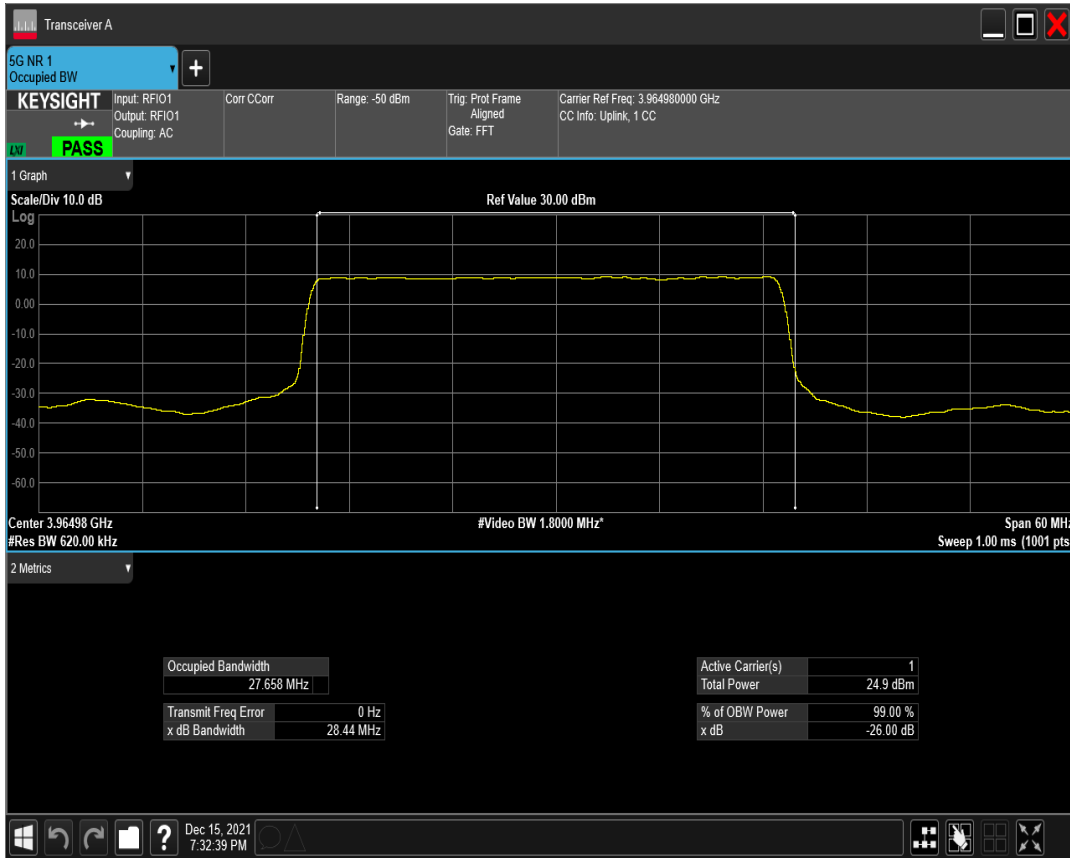 Transceiver A
5G NR 1
Occupied BW
KEYSIGHT
LXI
PASS
Input: RFIO1
Output: RFIO1
Coupling: AC
Corr CCorr
Range: -50 dBm
Trig: Prot Frame
Aligned
Gate: FFT
Carrier Ref Freq: 3.964980000 GHz
CC Info: Uplink, 1 CC
1 Graph
Scale/Div 10.0 dB
Ref Value 30.00 dBm
Log
20.0
10.0
0.00
-10.0
-20.0
-30.0
-40.0
-50.0
-60.0
Center 3.96498 GHz
#Video BW 1.8000 MHz*
Span 60 MHz
#Res BW 620.00 kHz
Sweep 1.00 ms (1001 pts
2 Metrics
Occupied Bandwidth
27.658 MHz
Transmit Freq Error 0 Hz
x dB Bandwidth 28.44 MHz
Active Carrier(s) 1
Total Power 24.9 dBm
% of OBW Power 99.00 %
x dB -26.00 dB
?
Dec 15, 2021
7:32:39 PM